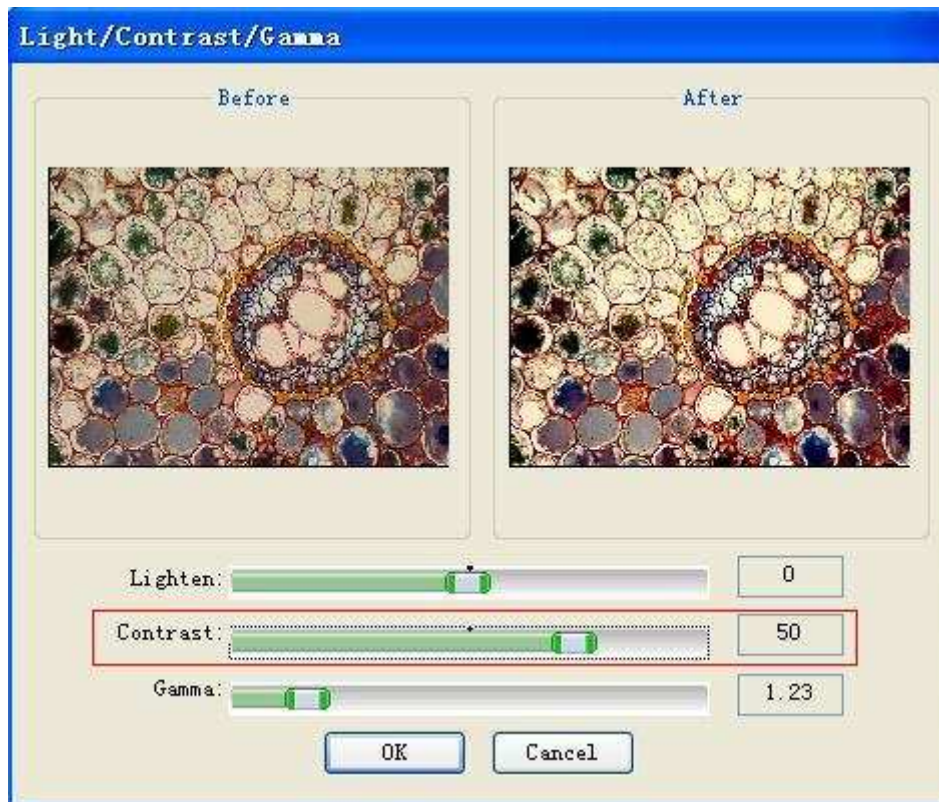 Light/Contrast/Gamma
Before
After
Lighten:
0
Contrast:
50
Gamma:
1.23
OK
Cancel